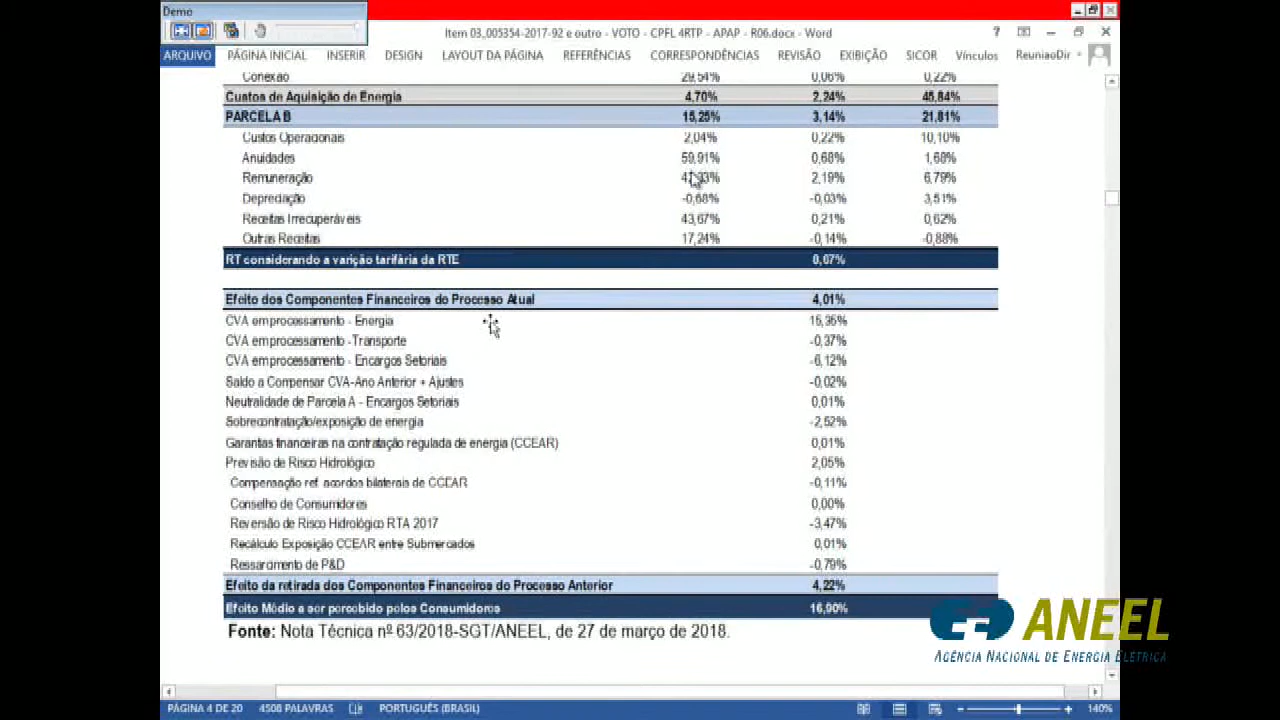 Demo
Item 03_005354-2017-92 e outro - VOTO - CPFL 4RTP - APAP - R06.docx - Word
?
ARQUIVO PÁGINA INICIAL INSERIR DESIGN LAYOUT DA PÁGINA REFERÊNCIAS CORRESPONDÊNCIAS REVISÃO EXIBIÇÃO SICOR Vínculos ReuniaoDir
Conexão 29,54% 0,06% 0,22%
Custos de Aquisição de Energia 4,70% 2,24% 45,84%
PARCELA B 15,25% 3,14% 21,81%
Custos Operacionais 2,04% 0,22% 10,10%
Anuidades 59,91% 0,68% 1,68%
Remuneração 2,19% 6,79%
Depreciação -0,68% -0,03% 3,51%
Receitas Irrecuperáveis 43,67% 0,21% 0,62%
Outras Receitas 17,24% -0,14% -0,88%
RT considerando a varição tarifária da RTE 0,07%
Efeito dos Componentes Financeiros do Processo Atual 4,01%
CVA em processamento - Energia 15,35%
CVA em processamento -Transporte -0,37%
CVA em processamento - Encargos Setoriais -6,12%
Saldo a Compensar CVA-Ano Anterior + Ajustes -0,02%
Neutralidade de Parcela A - Encargos Setoriais 0,01%
Sobrecontratação/exposição de energia -2,52%
Garantias financeiras na contratação regulada de energia (CCEAR) 0,01%
Previsão de Risco Hidrológico 2,05%
Compensação ref. acordos bilaterais de CCEAR -0,11%
Conselho de Consumidores 0,00%
Reversão de Risco Hidrológico RTA 2017 -3,47%
Recálculo Exposição CCEAR entre Submercados 0,01%
Ressarcimento de P&D -0,79%
Efeito da retirada dos Componentes Financeiros do Processo Anterior 4,22%
Efeito Médio a ser percebido pelos Consumidores 16,90%
Fonte: Nota Técnica nº 63/2018-SGT/ANEEL, de 27 de março de 2018.
ANEEL
AGÊNCIA NACIONAL DE ENERGIA ELÉTRICA
PÁGINA 4 DE 20 4508 PALAVRAS PORTUGUÊS (BRASIL) 140%